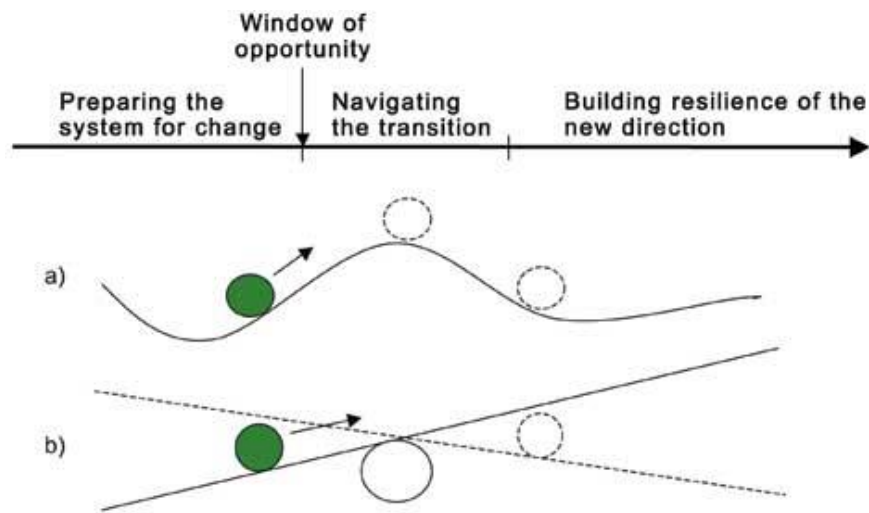 Window of
opportunity
Preparing the
system for change
Navigating
the transition
Building resilience of the
new direction
a)
b)